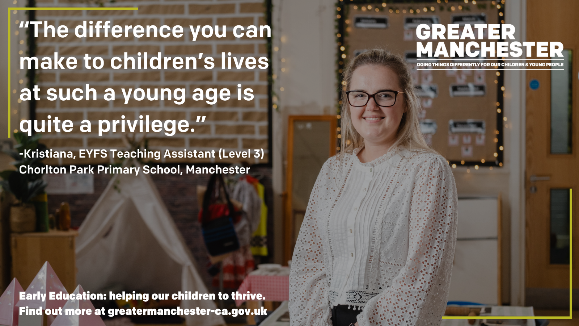 “The difference you can
make to children’s lives
at such a young age is
quite a privilege.”
-Kristiana, EYFS Teaching Assistant (Level 3)
Chorlton Park Primary School, Manchester
GREATER
MANCHESTER
DOING THINGS DIFFERENTLY FOR OUR CHILDREN & YOUNG PEOPLE
Early Education: helping our children to thrive.
Find out more at greatermanchester-ca.gov.uk